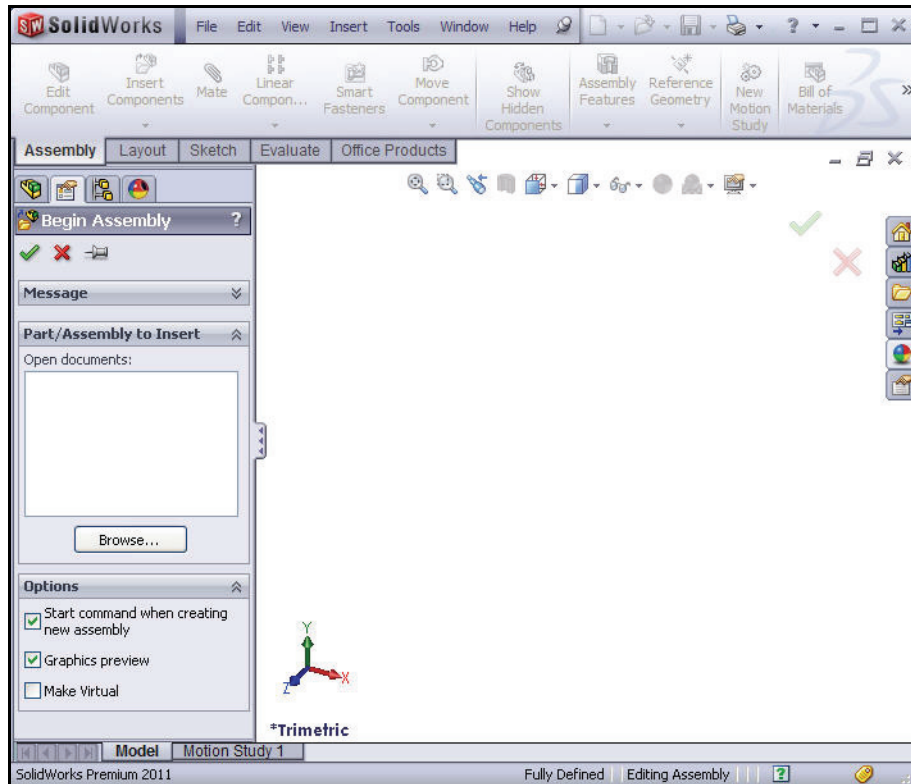 SolidWorks File Edit View Insert Tools Window Help ?
Edit Component
Insert Components
Mate
Linear Compon...
Smart Fasteners
Move Component
Show Hidden Components
Assembly Features
Reference Geometry
New Motion Study
Bill of Materials
»
Assembly Layout Sketch Evaluate Office Products
Begin Assembly ?
Message
Part/Assembly to Insert
Open documents:
Browse...
Options
Start command when creating
new assembly
Graphics preview
Make Virtual
Y
X
Z
*Trimetric
Model Motion Study 1
SolidWorks Premium 2011 Fully Defined Editing Assembly ?